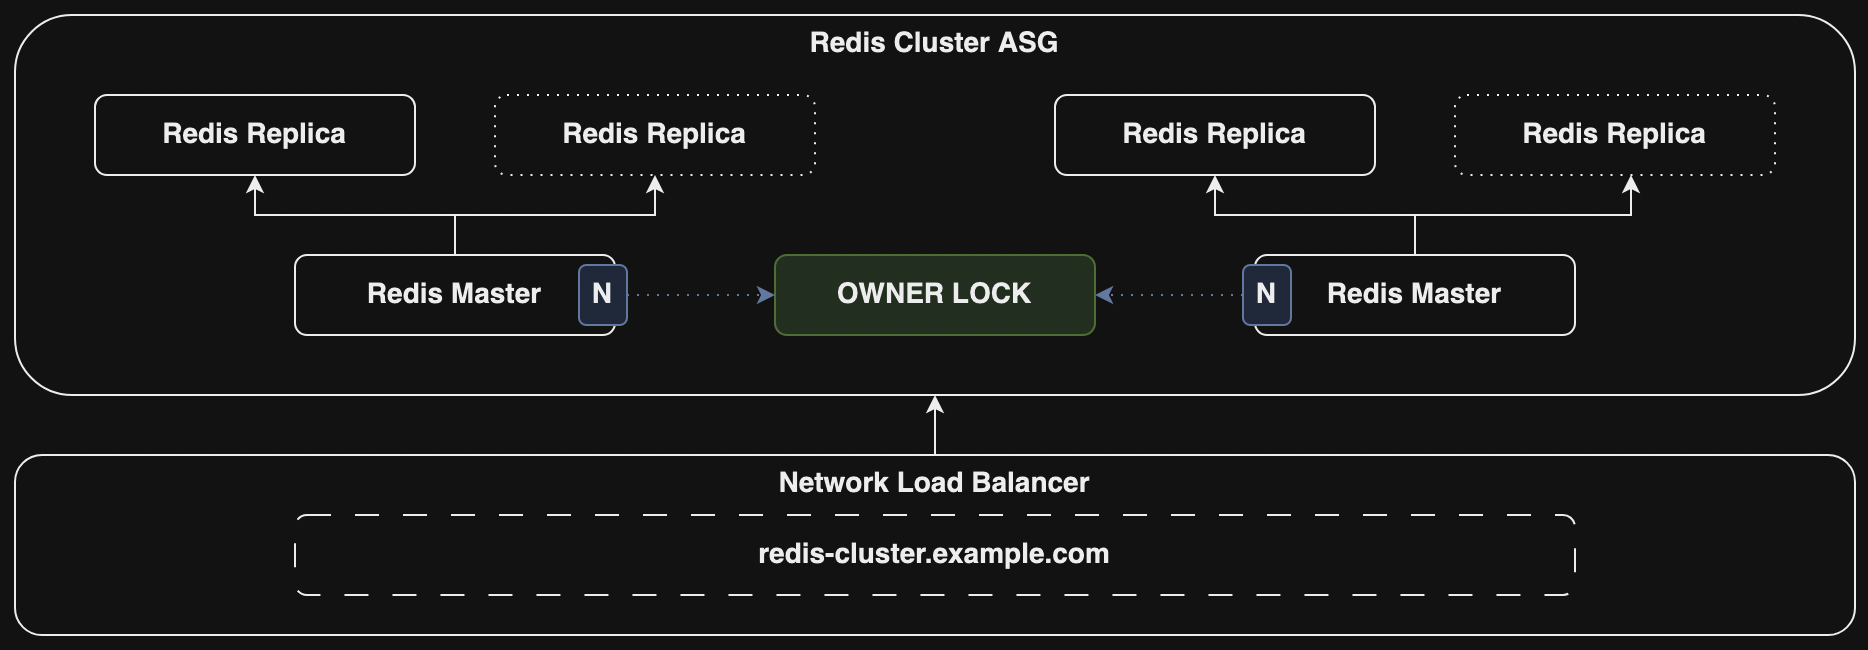 Redis Cluster ASG
Redis Replica
Redis Replica
Redis Replica
Redis Replica
Redis Master
N
OWNER LOCK
N
Redis Master
Network Load Balancer
redis-cluster.example.com